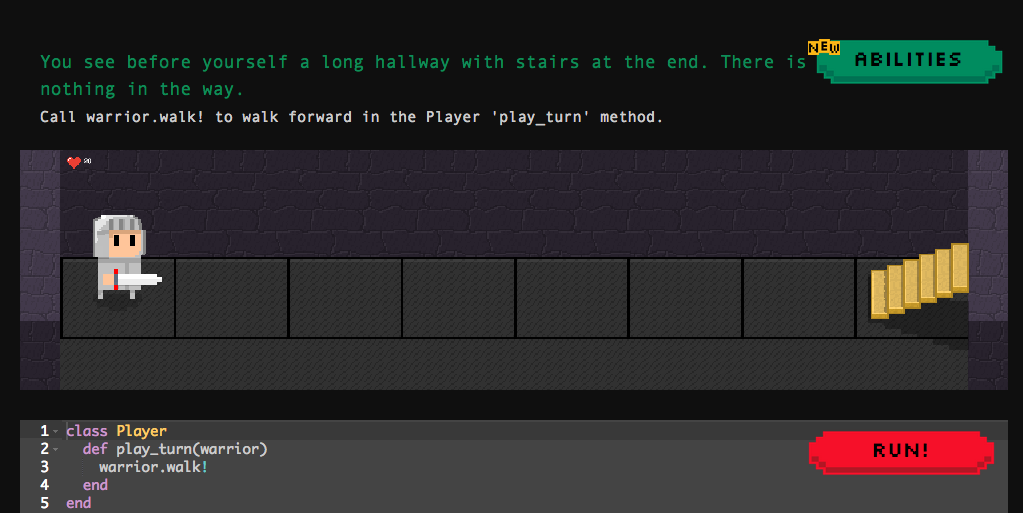 You see before yourself a long hallway with stairs at the end. There is
nothing in the way.
NEW
ABILITIES
Call warrior.walk! to walk forward in the Player 'play_turn' method.
20
1 class Player
2 def play_turn(warrior)
3 warrior.walk!
4 end
5 end
RUN!